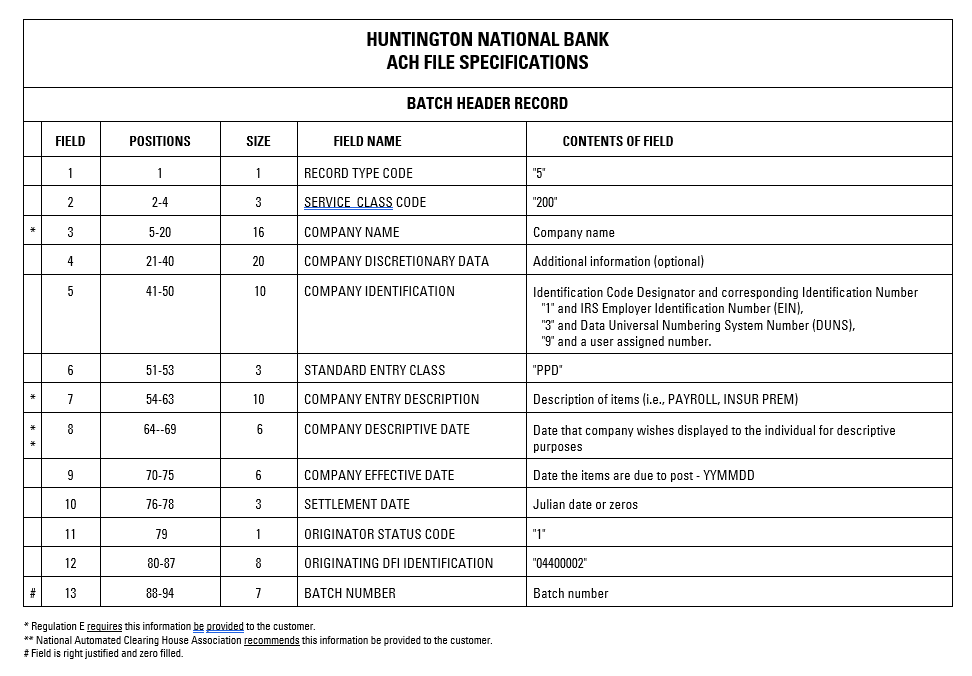 HUNTINGTON NATIONAL BANK
ACH FILE SPECIFICATIONS
BATCH HEADER RECORD
FIELD POSITIONS SIZE FIELD NAME CONTENTS OF FIELD
1 1 1 RECORD TYPE CODE "5"
2 2-4 3 SERVICE CLASS CODE "200"
* 3 5-20 16 COMPANY NAME Company name
4 21-40 20 COMPANY DISCRETIONARY DATA Additional information (optional)
5 41-50 10 COMPANY IDENTIFICATION Identification Code Designator and corresponding Identification Number
"1" and IRS Employer Identification Number (EIN),
"3" and Data Universal Numbering System Number (DUNS),
"9" and a user assigned number.
6 51-53 3 STANDARD ENTRY CLASS "PPD"
* 7 54-63 10 COMPANY ENTRY DESCRIPTION Description of items (i.e., PAYROLL, INSUR PREM)
* 8 64--69 6 COMPANY DESCRIPTIVE DATE Date that company wishes displayed to the individual for descriptive
* purposes
9 70-75 6 COMPANY EFFECTIVE DATE Date the items are due to post - YYMMDD
10 76-78 3 SETTLEMENT DATE Julian date or zeros
11 79 1 ORIGINATOR STATUS CODE "1"
12 80-87 8 ORIGINATING DFI IDENTIFICATION "04400002"
# 13 88-94 7 BATCH NUMBER Batch number
* Regulation E requires this information be provided to the customer.
** National Automated Clearing House Association recommends this information be provided to the customer.
# Field is right justified and zero filled.